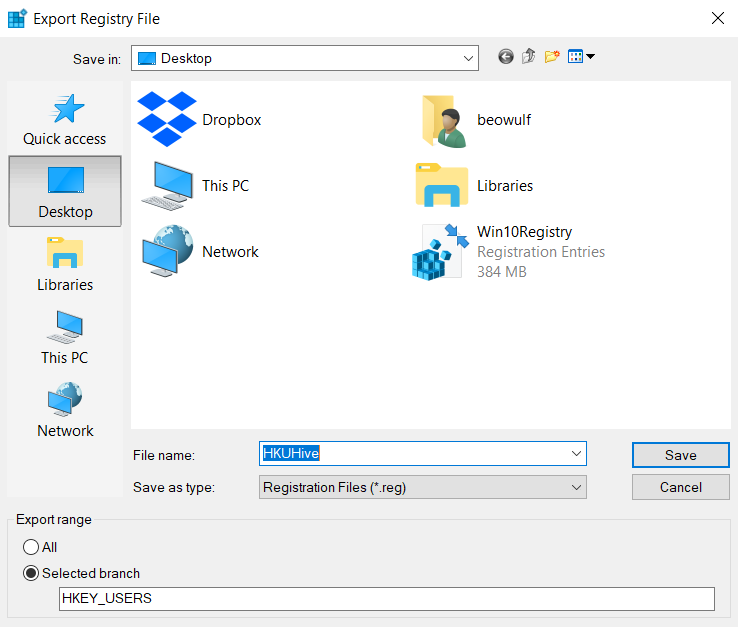 Export Registry File
Save in:
Desktop
Quick access
Desktop
Libraries
This PC
Network
Dropbox
beowulf
This PC
Libraries
Network
Win10Registry
Registration Entries
384 MB
File name:
HKUHive
Save
Save as type:
Registration Files (*.reg)
Cancel
Export range
All
Selected branch
HKEY_USERS